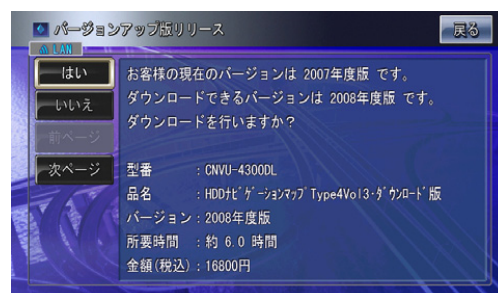 バージョンアップ版リリース
戻る
LAN
はい
お客様の現在のバージョンは 2007年度版 です。
いいえ
ダウンロードできるバージョンは 2008年度版 です。
ダウンロードを行いますか?
前ページ
次ページ
型番 :CNVU-4300DL
品名 :HDDナビゲーションマップ Type4Vol3・ダウンロード版
バージョン:2008年度版
所要時間 :約 6.0 時間
金額(税込):16800円